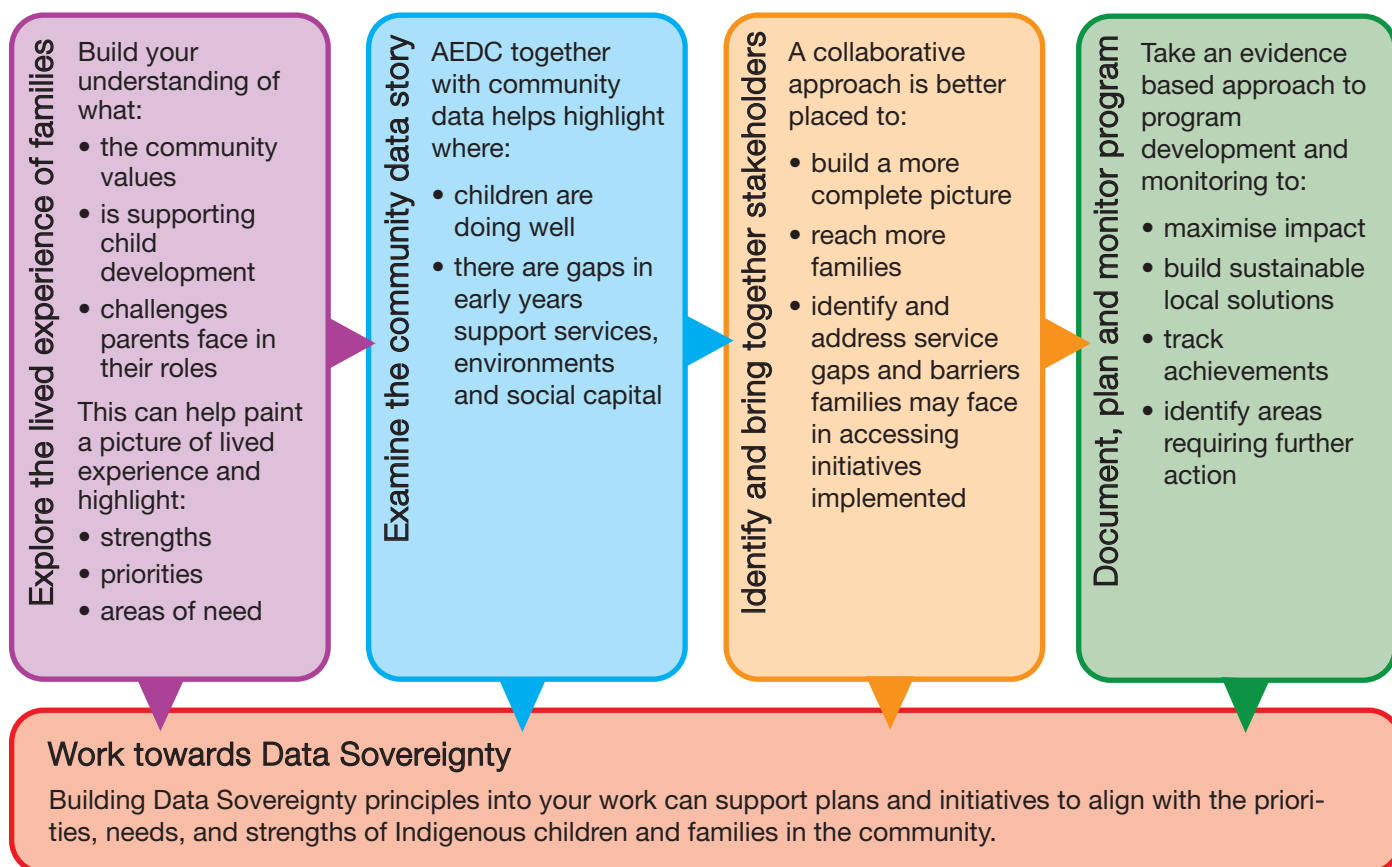 Explore the lived experience of families
Build your
understanding of
what:
• the community
values
• is supporting
child
development
• challenges
parents face in
their roles
This can help paint
a picture of lived
experience and
highlight:
• strengths
• priorities
• areas of need
Examine the community data story
AEDC together
with community
data helps highlight
where:
• children are
doing well
• there are gaps in
early years
support services,
environments
and social capital
Identify and bring together stakeholders
A collaborative
approach is better
placed to:
• build a more
complete picture
• reach more
families
• identify and
address service
gaps and barriers
families may face
in accessing
initiatives
implemented
Document, plan and monitor program
Take an evidence
based approach to
program
development and
monitoring to:
• maximise impact
• build sustainable
local solutions
• track
achievements
• identify areas
requiring further
action
Work towards Data Sovereignty
Building Data Sovereignty principles into your work can support plans and initiatives to align with the priori-
ties, needs, and strengths of Indigenous children and families in the community.